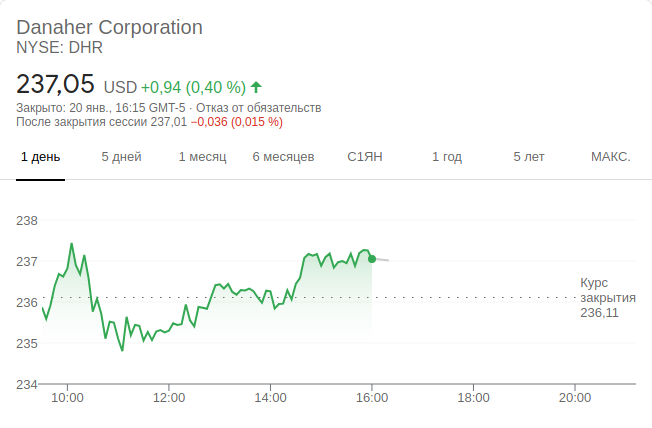 Danaher Corporation
NYSE: DHR
237,05 USD +0,94 (0,40 %)
Закрыто: 20 янв., 16:15 GMT-5 · Отказ от обязательств
После закрытия сессии 237,01 −0,036 (0,015 %)
1 день 5 дней 1 месяц 6 месяцев С1ЯН 1 год 5 лет МАКС.
238
237
236
235
234
Курс
закрытия
236,11
10:00 12:00 14:00 16:00 18:00 20:00